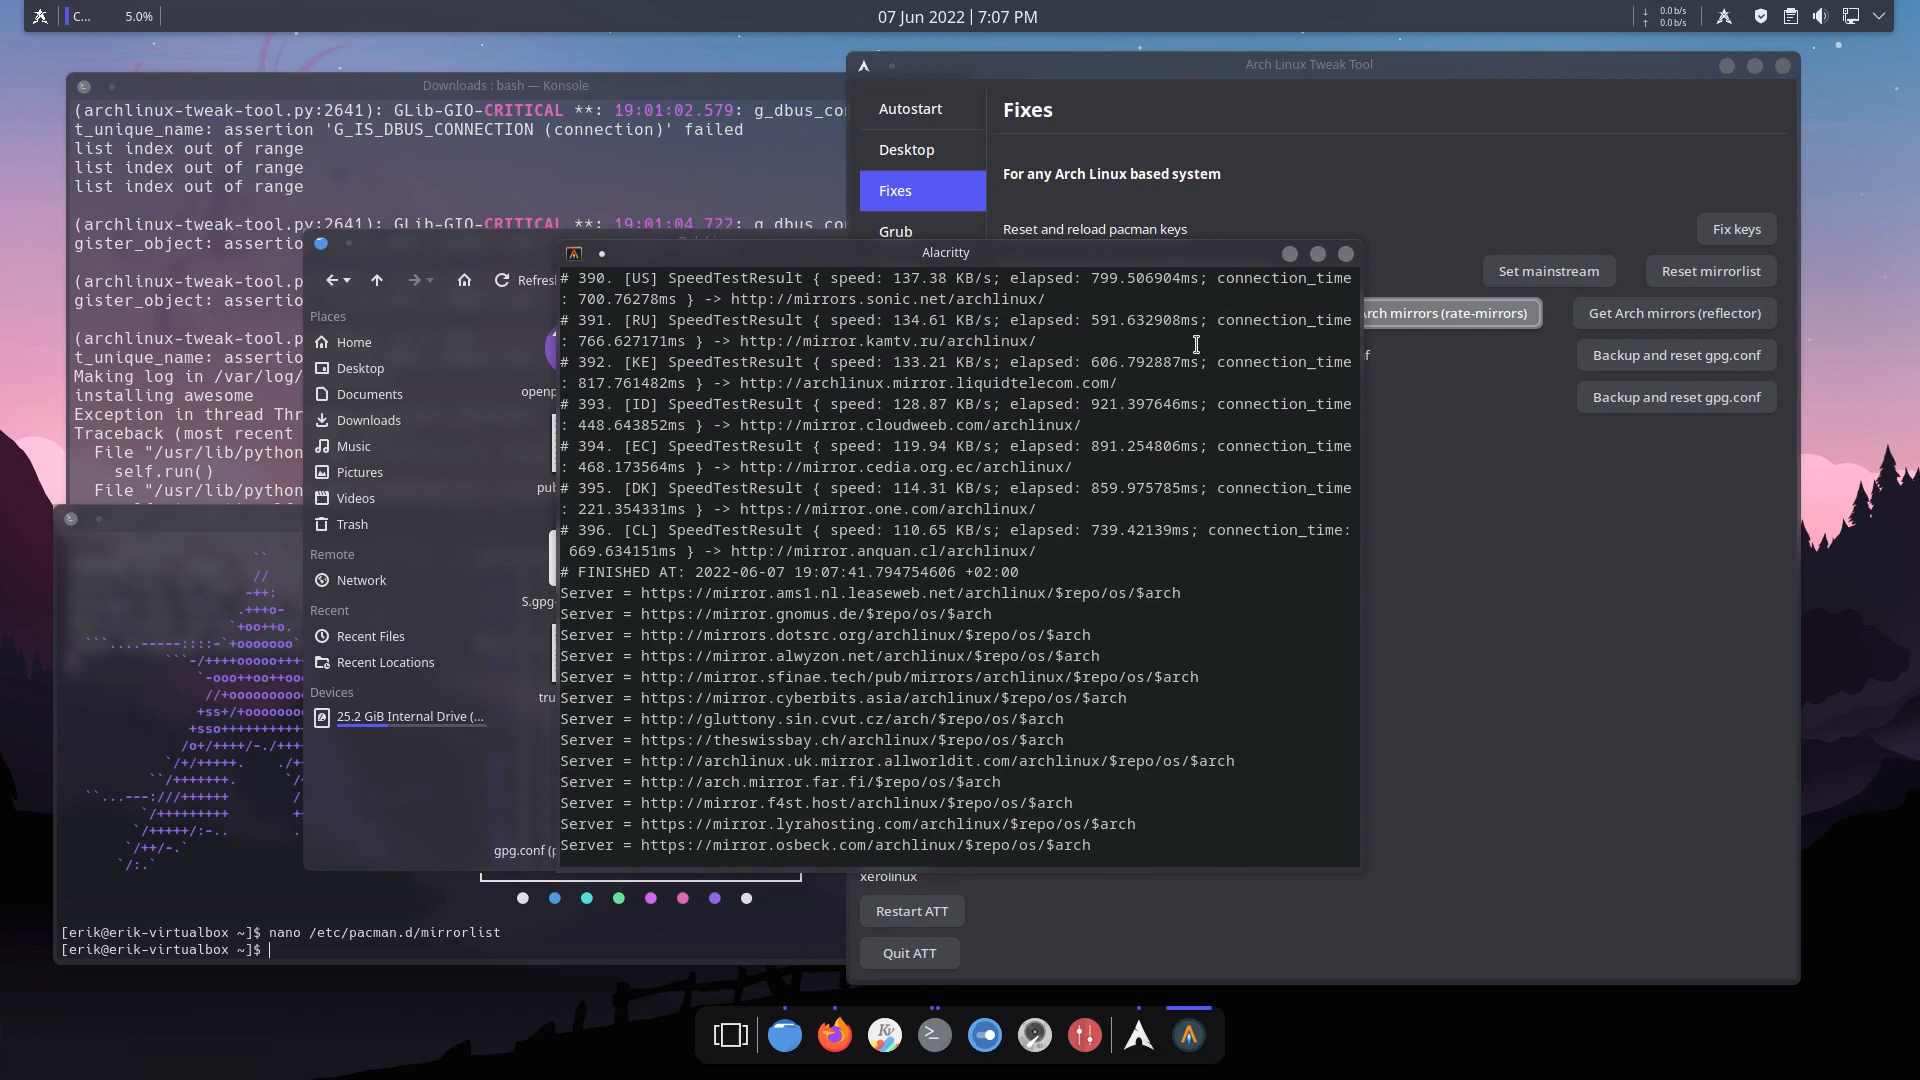 C... 5.0%
07 Jun 2022 | 7:07 PM
0.0 b/s
0.0 b/s
Downloads : bash — Konsole
(archlinux-tweak-tool.py:2641): GLib-GIO-CRITICAL **: 19:01:02.579: g_dbus_co
t_unique_name: assertion 'G_IS_DBUS_CONNECTION (connection)' failed
list index out of range
list index out of range
list index out of range
(archlinux-tweak-tool.py:2641): GLib-GIO-CRITICAL **: 19:01:04.722: g_dbus_co
gister_object: assertio
(archlinux-tweak-tool.p
gister_object: assertio
(archlinux-tweak-tool.p
t_unique_name: assertio
Making log in /var/log/
installing awesome
Exception in thread Thr
Traceback (most recent
File "/usr/lib/python
self.run()
File "/usr/lib/python
Refres
Places
Home
Desktop
Documents
Downloads
Music
Pictures
Videos
Trash
Remote
Network
Recent
Recent Files
Recent Locations
Devices
25.2 GiB Internal Drive (...
openp
pub
S.gpg-
tru
gpg.conf (p
Alacritty
# 390. [US] SpeedTestResult { speed: 137.38 KB/s; elapsed: 799.506904ms; connection_time
: 700.76278ms } -> http://mirrors.sonic.net/archlinux/
# 391. [RU] SpeedTestResult { speed: 134.61 KB/s; elapsed: 591.632908ms; connection_time
: 766.627171ms } -> http://mirror.kamtv.ru/archlinux/
# 392. [KE] SpeedTestResult { speed: 133.21 KB/s; elapsed: 606.792887ms; connection_time
: 817.761482ms } -> http://archlinux.mirror.liquidtelecom.com/
# 393. [ID] SpeedTestResult { speed: 128.87 KB/s; elapsed: 921.397646ms; connection_time
: 448.643852ms } -> http://mirror.cloudweeb.com/archlinux/
# 394. [EC] SpeedTestResult { speed: 119.94 KB/s; elapsed: 891.254806ms; connection_time
: 468.173564ms } -> http://mirror.cedia.org.ec/archlinux/
# 395. [DK] SpeedTestResult { speed: 114.31 KB/s; elapsed: 859.975785ms; connection_time
: 221.354331ms } -> https://mirror.one.com/archlinux/
# 396. [CL] SpeedTestResult { speed: 110.65 KB/s; elapsed: 739.42139ms; connection_time:
669.634151ms } -> http://mirror.anquan.cl/archlinux/
# FINISHED AT: 2022-06-07 19:07:41.794754606 +02:00
Server = https://mirror.ams1.nl.leaseweb.net/archlinux/$repo/os/$arch
Server = http://mirror.gnomus.de/$repo/os/$arch
Server = http://mirrors.dotsrc.org/archlinux/$repo/os/$arch
Server = https://mirror.alwyzon.net/archlinux/$repo/os/$arch
Server = http://mirror.sfinae.tech/pub/mirrors/archlinux/$repo/os/$arch
Server = https://mirror.cyberbits.asia/archlinux/$repo/os/$arch
Server = http://gluttony.sin.cvut.cz/arch/$repo/os/$arch
Server = https://theswissbay.ch/archlinux/$repo/os/$arch
Server = http://archlinux.uk.mirror.allworldit.com/archlinux/$repo/os/$arch
Server = http://arch.mirror.far.fi/$repo/os/$arch
Server = http://mirror.f4st.host/archlinux/$repo/os/$arch
Server = https://mirror.lyrahosting.com/archlinux/$repo/os/$arch
Server = https://mirror.osbeck.com/archlinux/$repo/os/$arch
Arch Linux Tweak Tool
Autostart
Desktop
Fixes
Grub
Fixes
For any Arch Linux based system
Reset and reload pacman keys
Fix keys
Set mainstream
Reset mirrorlist
Arch mirrors (rate-mirrors)
Get Arch mirrors (reflector)
f
Backup and reset gpg.conf
Backup and reset gpg.conf
xerolinux
Restart ATT
Quit ATT
[erik@erik-virtualbox ~]$ nano /etc/pacman.d/mirrorlist
[erik@erik-virtualbox ~]$